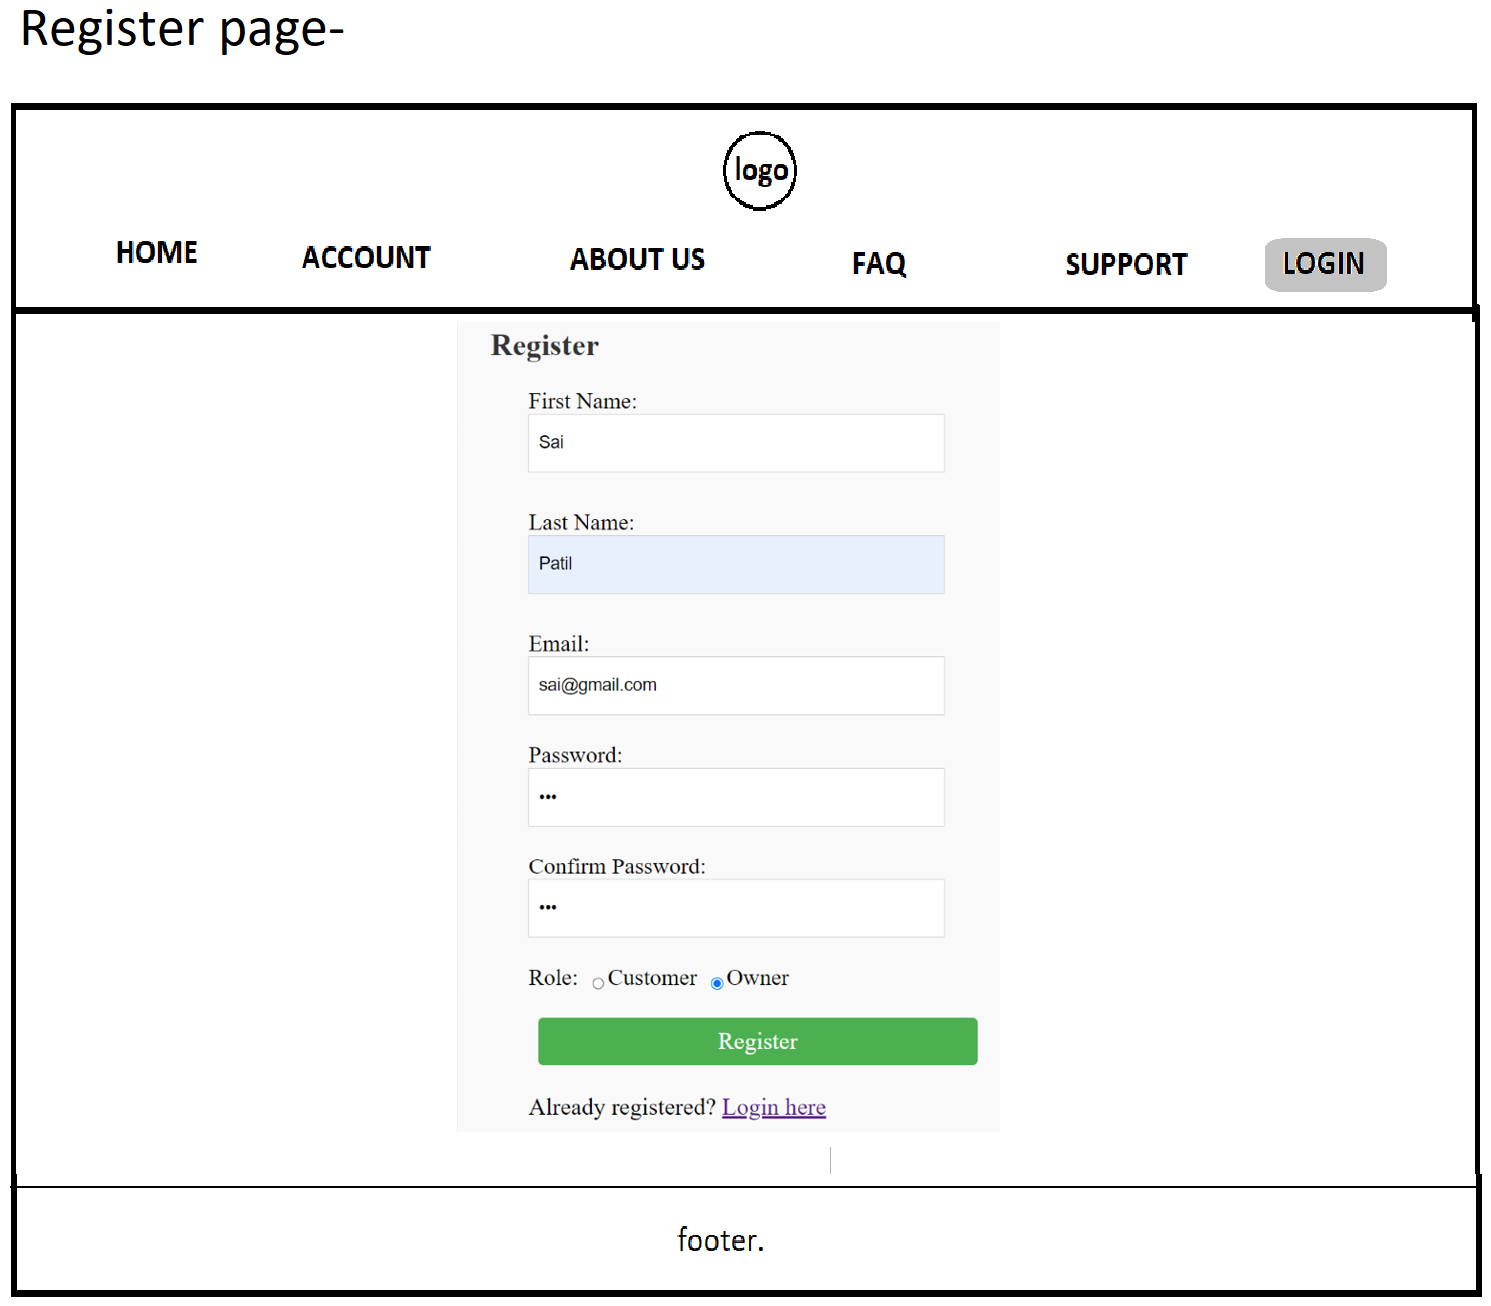 Register page-
logo
HOME ACCOUNT ABOUT US FAQ SUPPORT LOGIN
Register
First Name:
Sai
Last Name:
Patil
Email:
sai@gmail.com
Password:
•••
Confirm Password:
•••
Role: Customer Owner
Register
Already registered? Login here
footer.